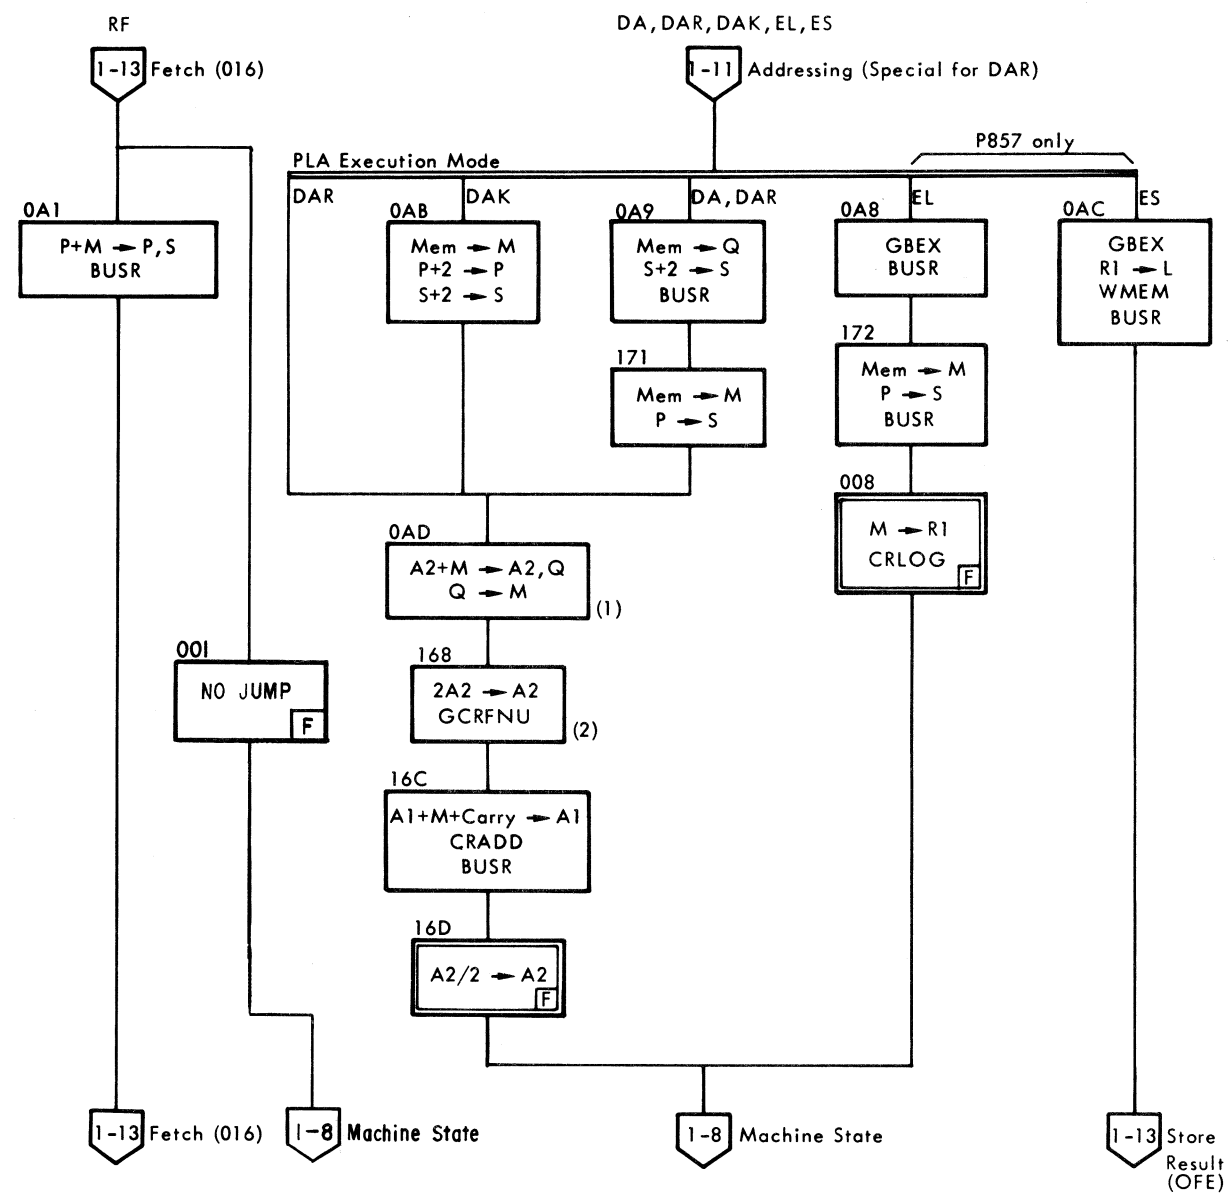 RF
DA, DAR, DAK, EL, ES
1-13 Fetch (016)
1-11 Addressing (Special for DAR)
P857 only
PLA Execution Mode
DAR
DAK
DA, DAR
EL
ES
0A1
P+M → P,S
BUSR
0AB
Mem → M
P+2 → P
S+2 → S
0A9
Mem → Q
S+2 → S
BUSR
0A8
GBEX
BUSR
0AC
GBEX
R1 → L
WMEM
BUSR
171
Mem → M
P → S
172
Mem → M
P → S
BUSR
008
M → R1
CRLOG
F
0AD
A2+M → A2,Q
Q → M
(1)
001
NO JUMP
F
168
2A2 → A2
GCRFNU
(2)
16C
A1+M+Carry → A1
CRADD
BUSR
16D
A2/2 → A2
F
1-13 Fetch (016)
1-8 Machine State
1-8 Machine State
1-13 Store
Result
(OFE)